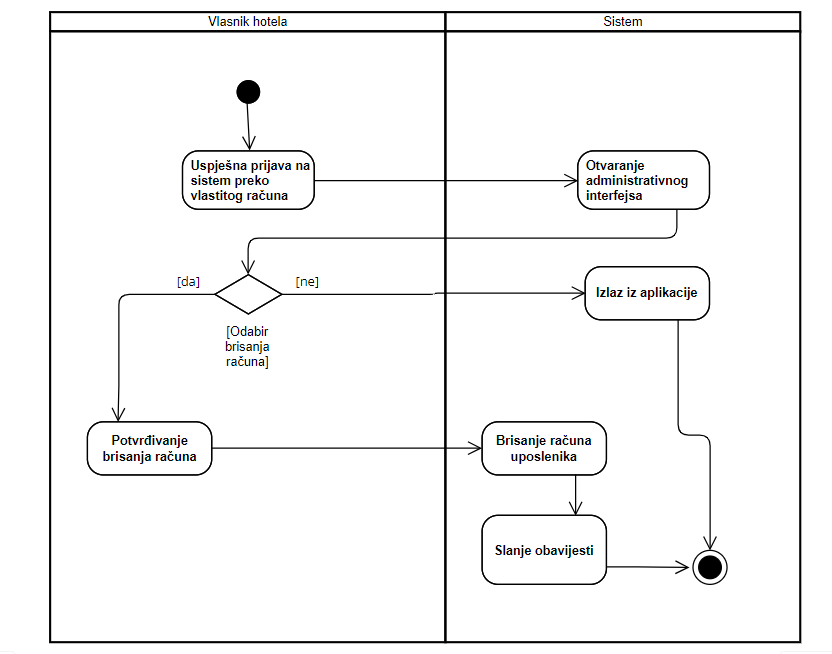 Vlasnik hotela
Sistem
Uspješna prijava na
sistem preko
vlastitog računa
Otvaranje
administrativnog
interfejsa
[da]
[ne]
Izlaz iz aplikacije
[Odabir
brisanja
računa]
Potvrđivanje
brisanja računa
Brisanje računa
uposlenika
Slanje obavijesti